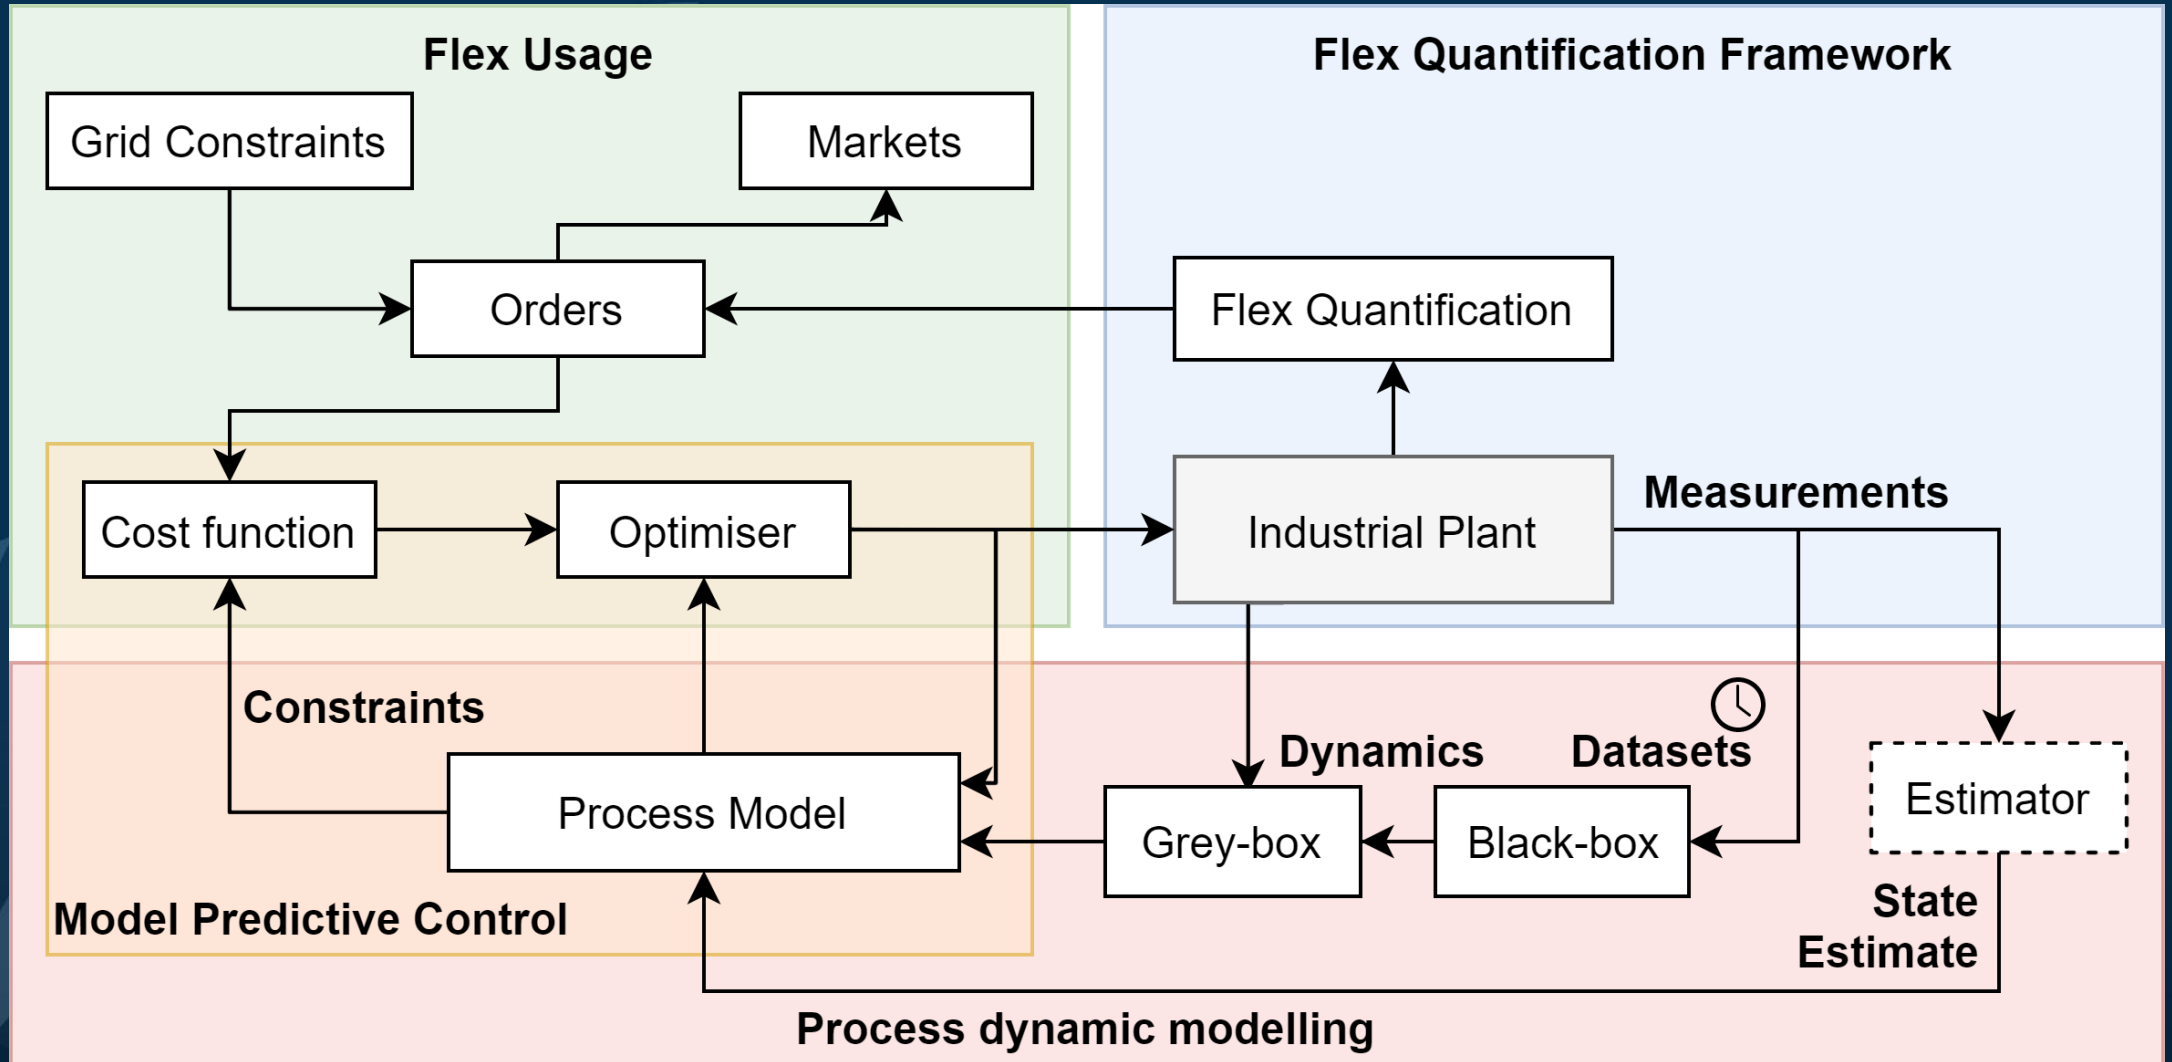 Flex Usage
Flex Quantification Framework
Grid Constraints
Markets
Orders
Flex Quantification
Cost function
Optimiser
Industrial Plant
Measurements
Constraints
Process Model
Dynamics
Datasets
Grey-box
Black-box
Estimator
State
Estimate
Model Predictive Control
Process dynamic modelling